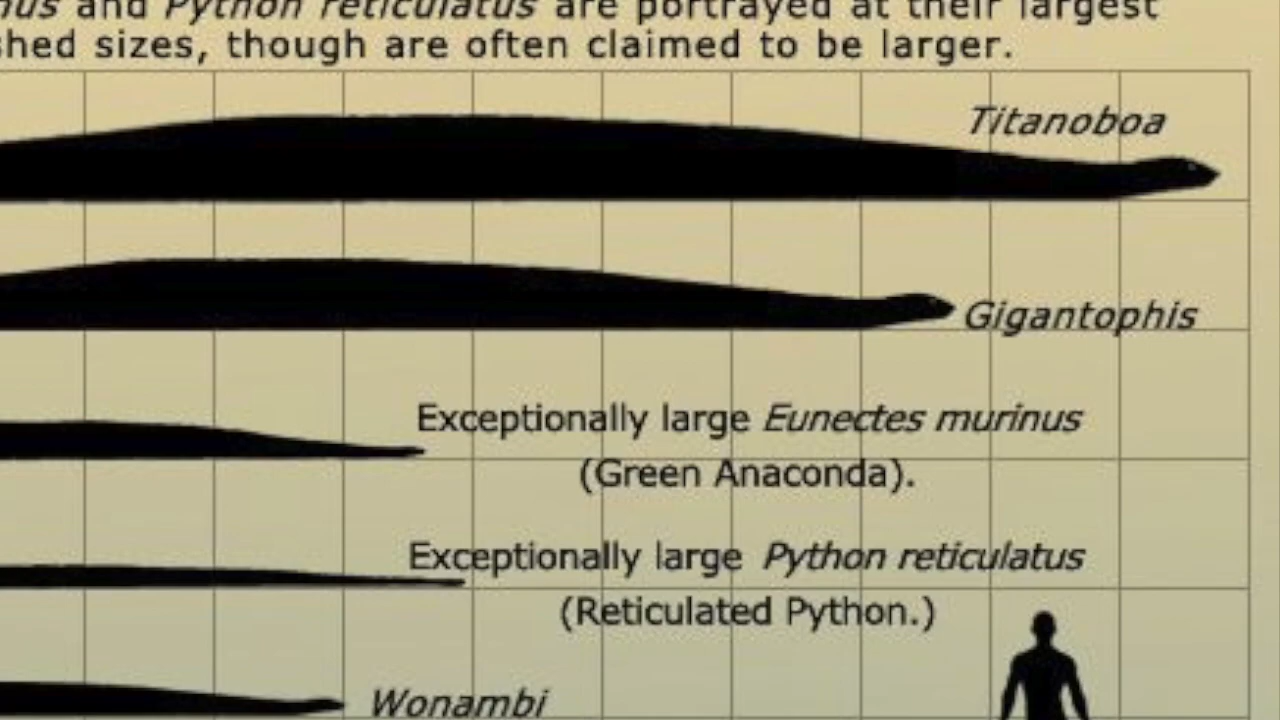 and Python reticulatus are portrayed at their largest
sizes, though are often claimed to be larger.
Titanoboa
Gigantophis
Exceptionally large Eunectes murinus
(Green Anaconda).
Exceptionally large Python reticulatus
(Reticulated Python.)
Wonambi